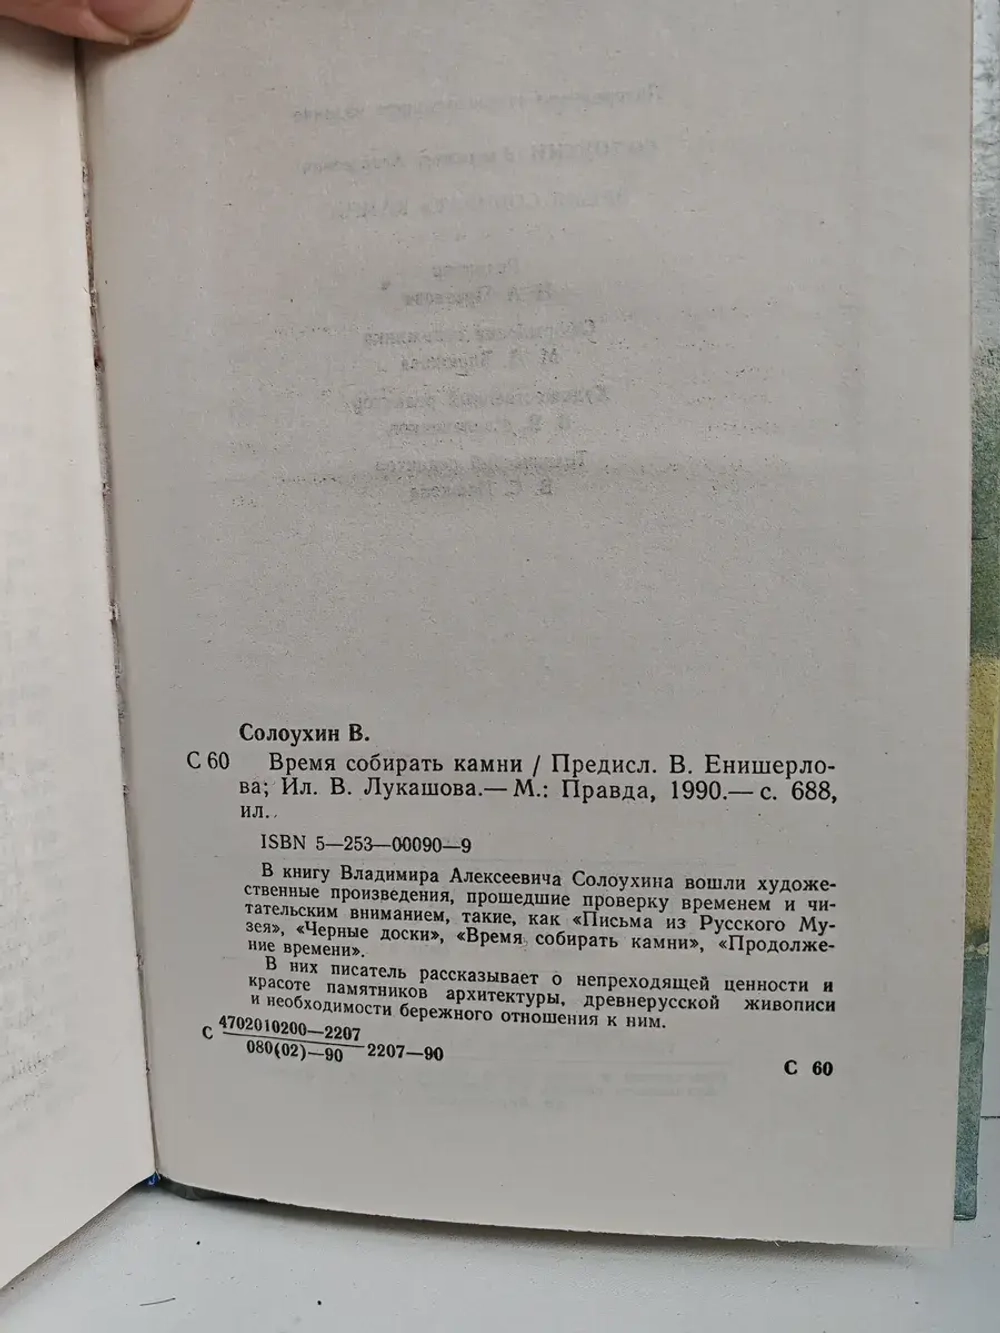 Солоухин В.
С 60 Время собирать камни / Предисл. В. Енишерло-
ва; Ил. В. Лукашова.— М.: Правда, 1990.— с. 688,
ил.
ISBN 5—253—00090—9
В книгу Владимира Алексеевича Солоухина вошли художе-
ственные произведения, прошедшие проверку временем и чи-
тательским вниманием, такие, как «Письма из Русского Му-
зея», «Черные доски», «Время собирать камни», «Продолже-
ние времени».
В них писатель рассказывает о непреходящей ценности и
красоте памятников архитектуры, древнерусской живописи
и необходимости бережного отношения к ним.
С 4702010200—2207
080(02)—90 2207—90
С 60